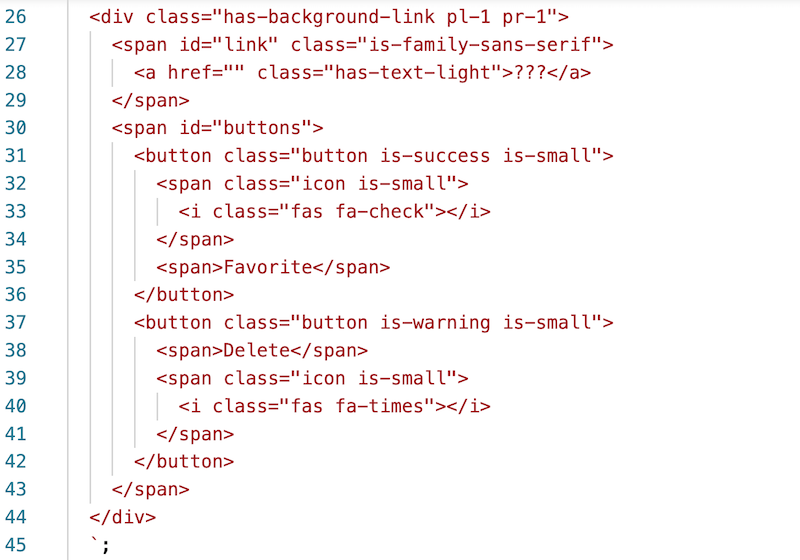 26 <div class="has-background-link pl-1 pr-1">
27 <span id="link" class="is-family-sans-serif">
28 <a href="" class="has-text-light">???</a>
29 </span>
30 <span id="buttons">
31 <button class="button is-success is-small">
32 <span class="icon is-small">
33 <i class="fas fa-check"></i>
34 </span>
35 <span>Favorite</span>
36 </button>
37 <button class="button is-warning is-small">
38 <span>Delete</span>
39 <span class="icon is-small">
40 <i class="fas fa-times"></i>
41 </span>
42 </button>
43 </span>
44 </div>
45 `;